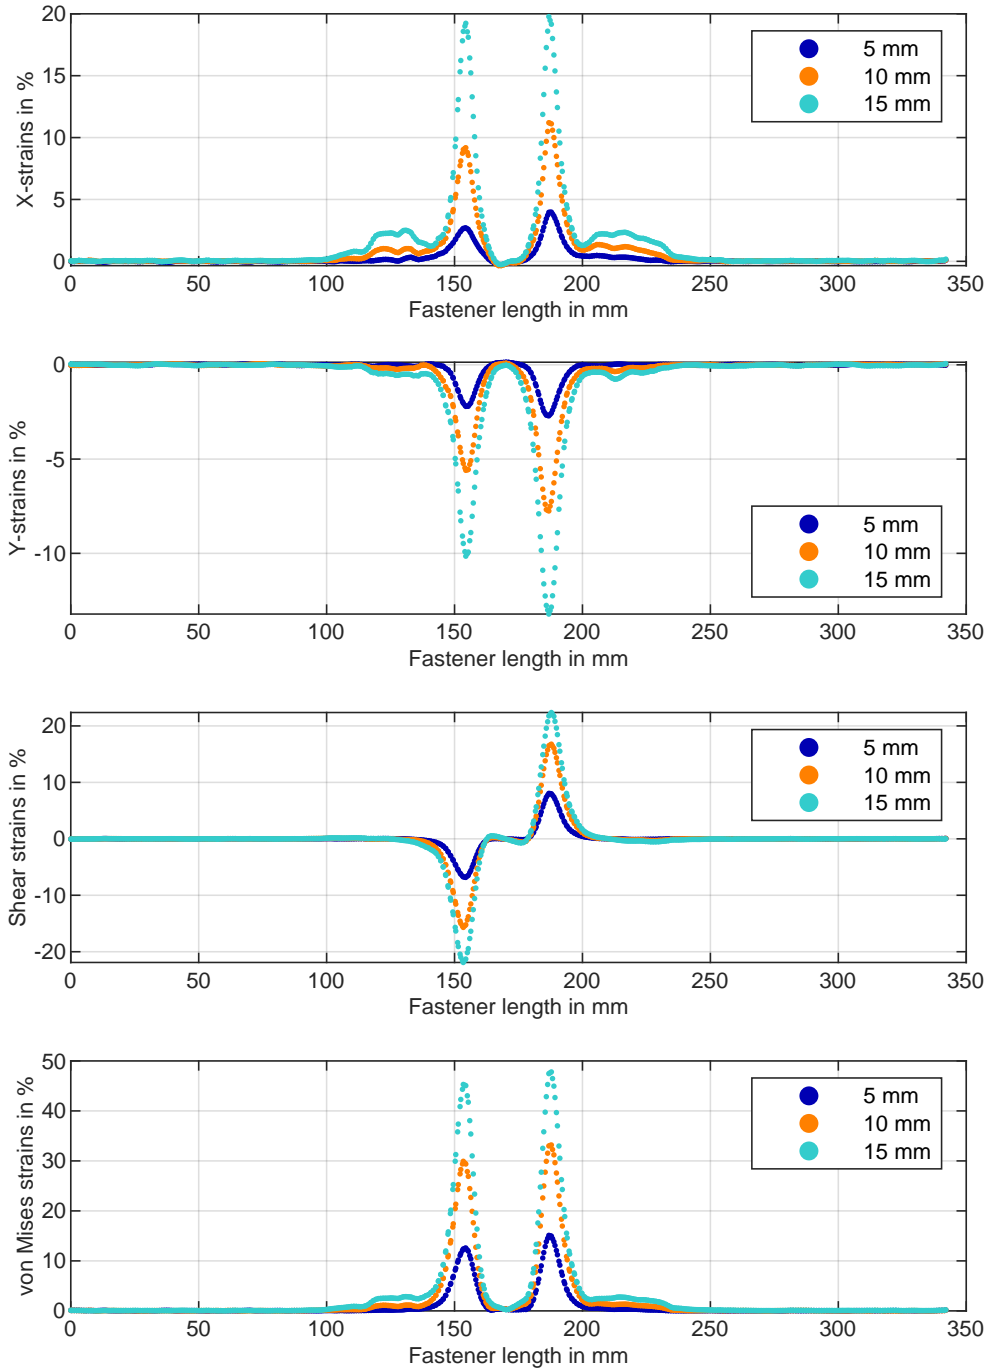 20
15
10
5
0
X-strains in %
5 mm
10 mm
15 mm
0 50 100 150 200 250 300 350
Fastener length in mm
0
-5
-10
Y-strains in %
5 mm
10 mm
15 mm
0 50 100 150 200 250 300 350
Fastener length in mm
20
10
0
-10
-20
Shear strains in %
5 mm
10 mm
15 mm
0 50 100 150 200 250 300 350
Fastener length in mm
50
40
30
20
10
0
von Mises strains in %
5 mm
10 mm
15 mm
0 50 100 150 200 250 300 350
Fastener length in mm